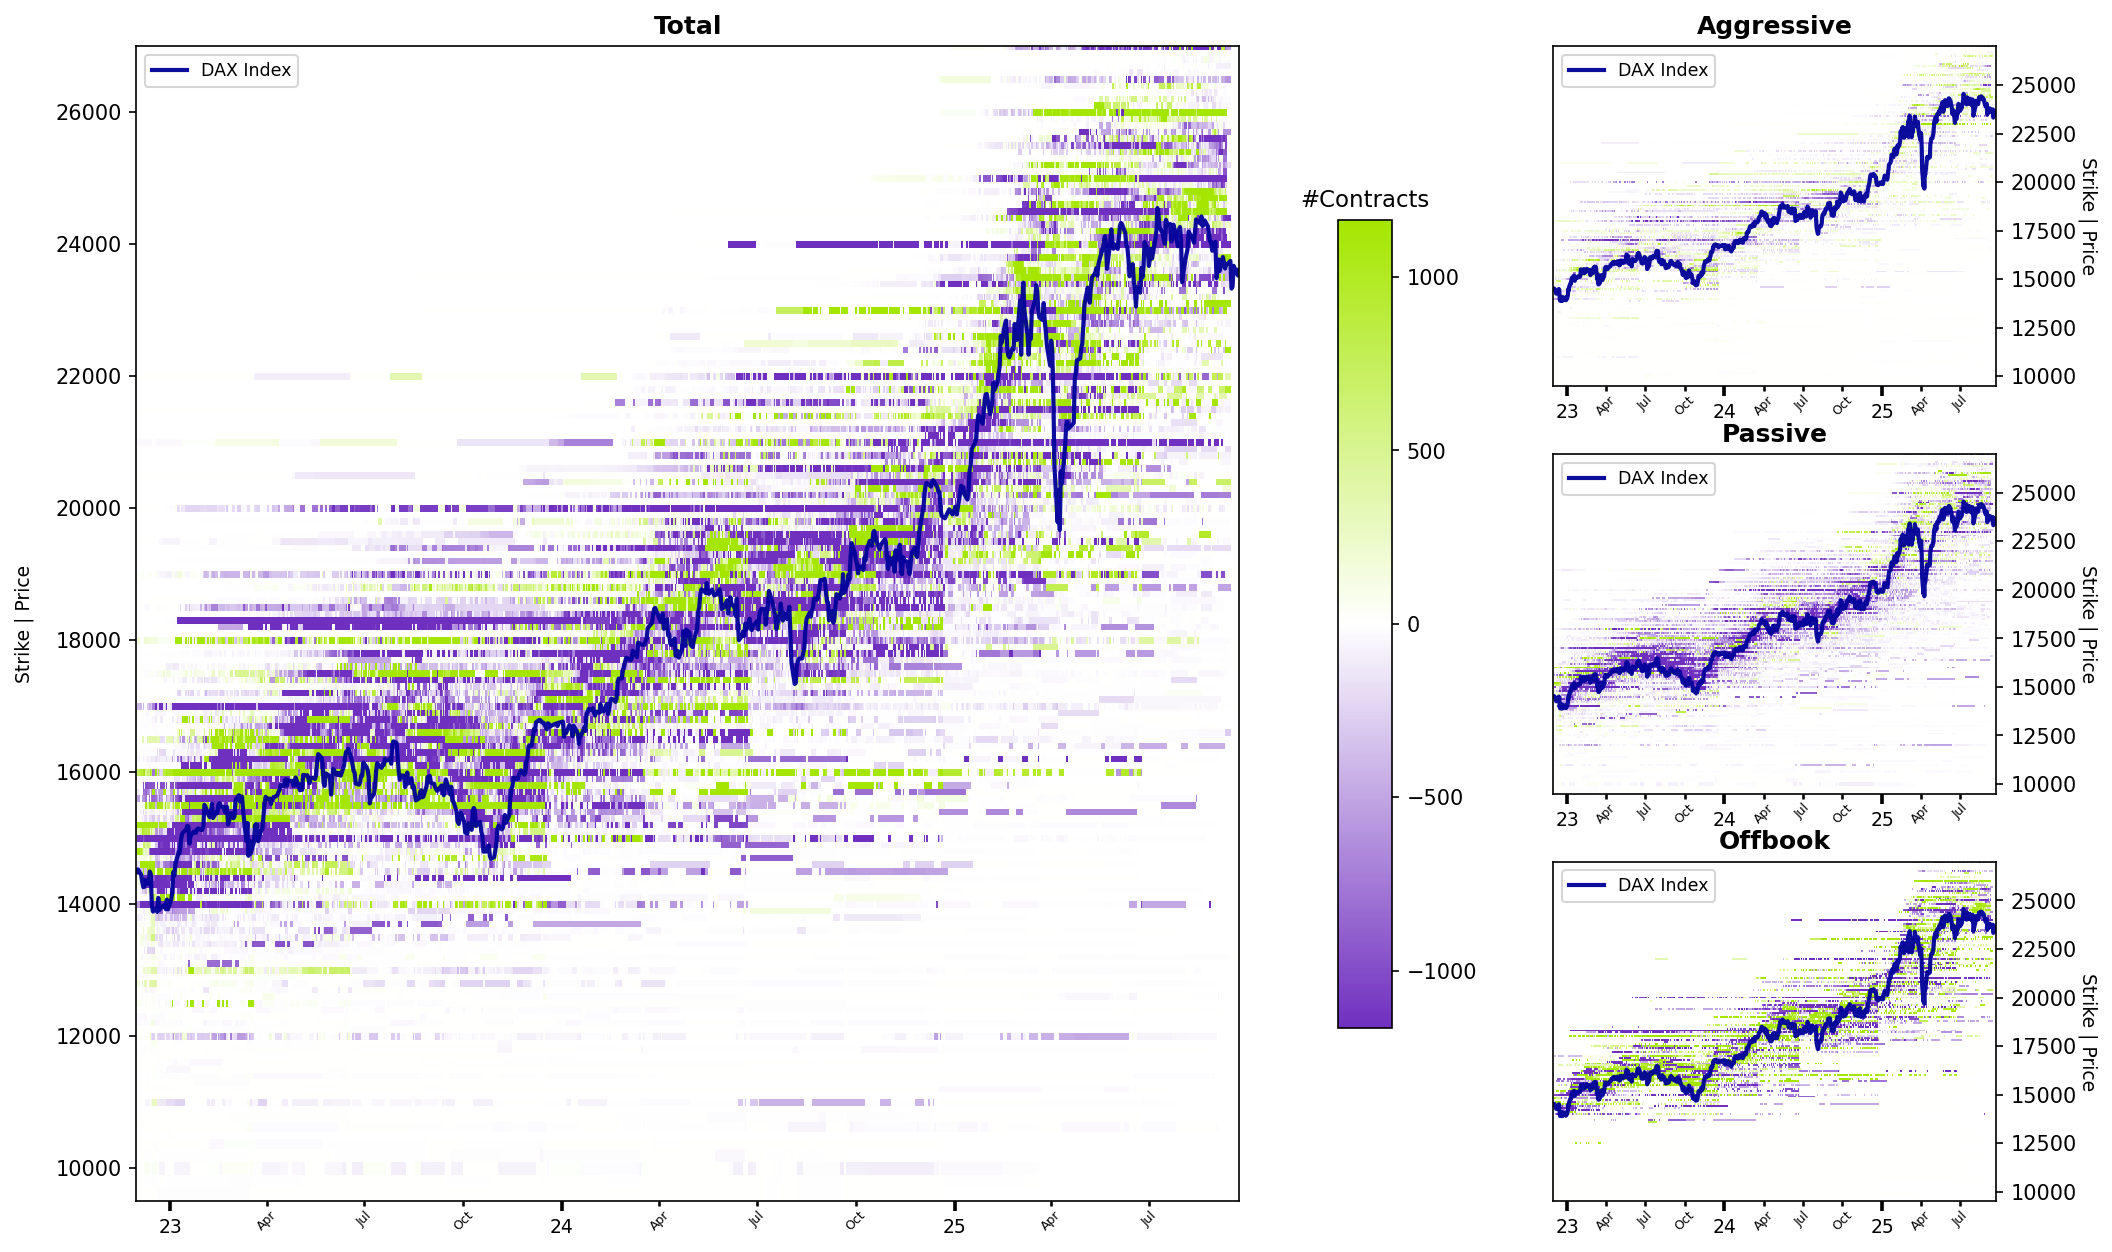 Total
DAX Index
26000
24000
22000
20000
18000
16000
14000
12000
10000
Strike | Price
23
Apr
Jul
Oct
24
Apr
Jul
Oct
25
Apr
Jul
#Contracts
1000
500
0
−500
−1000
Aggressive
DAX Index
25000
22500
20000
17500
15000
12500
10000
Strike | Price
23
Apr
Jul
Oct
24
Apr
Jul
Oct
25
Apr
Jul
Passive
DAX Index
25000
22500
20000
17500
15000
12500
10000
Strike | Price
23
Apr
Jul
Oct
24
Apr
Jul
Oct
25
Apr
Jul
Offbook
DAX Index
25000
22500
20000
17500
15000
12500
10000
Strike | Price
23
Apr
Jul
Oct
24
Apr
Jul
Oct
25
Apr
Jul